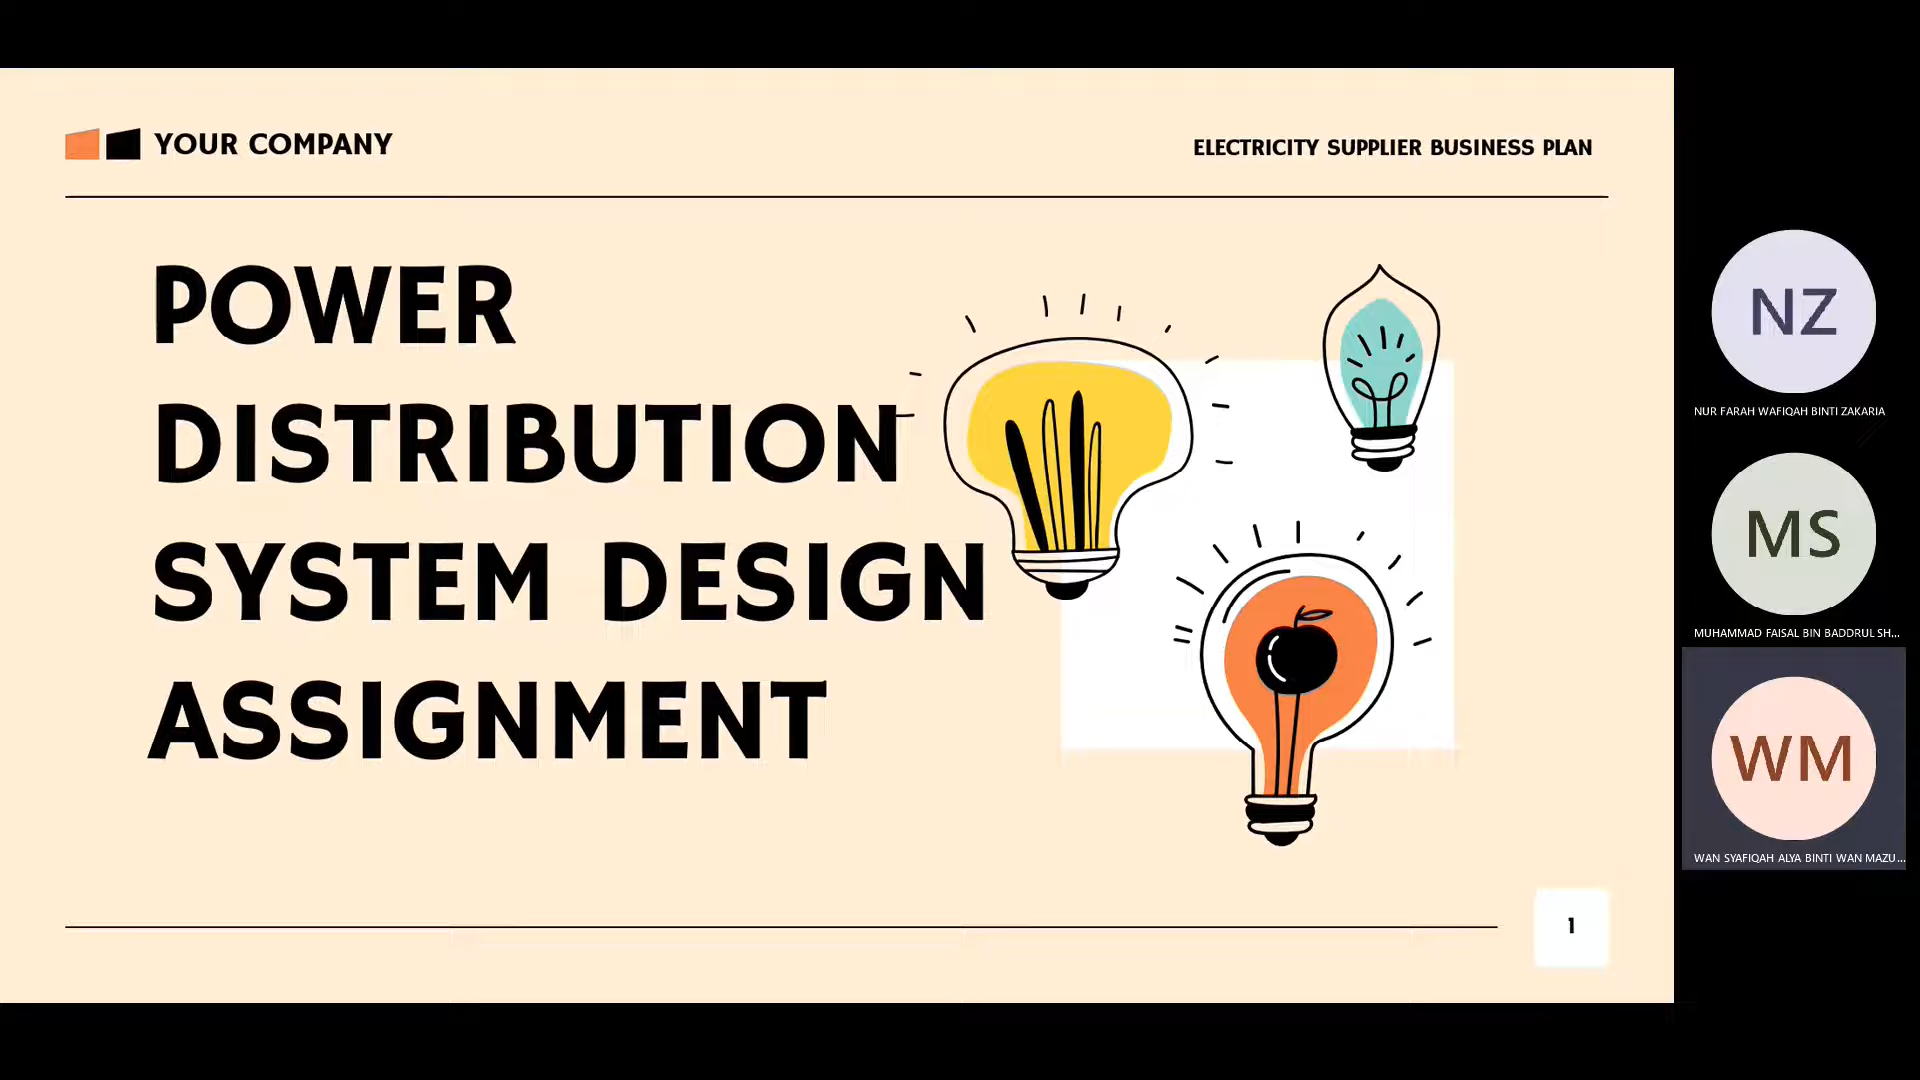 YOUR COMPANY
ELECTRICITY SUPPLIER BUSINESS PLAN
POWER
DISTRIBUTION
SYSTEM DESIGN
ASSIGNMENT
1
NZ
NUR FARAH WAFIQAH BINTI ZAKARIA
MS
MUHAMMAD FAISAL BIN BADDRUL SH...
WM
WAN SYAFIQAH ALYA BINTI WAN MAZU...